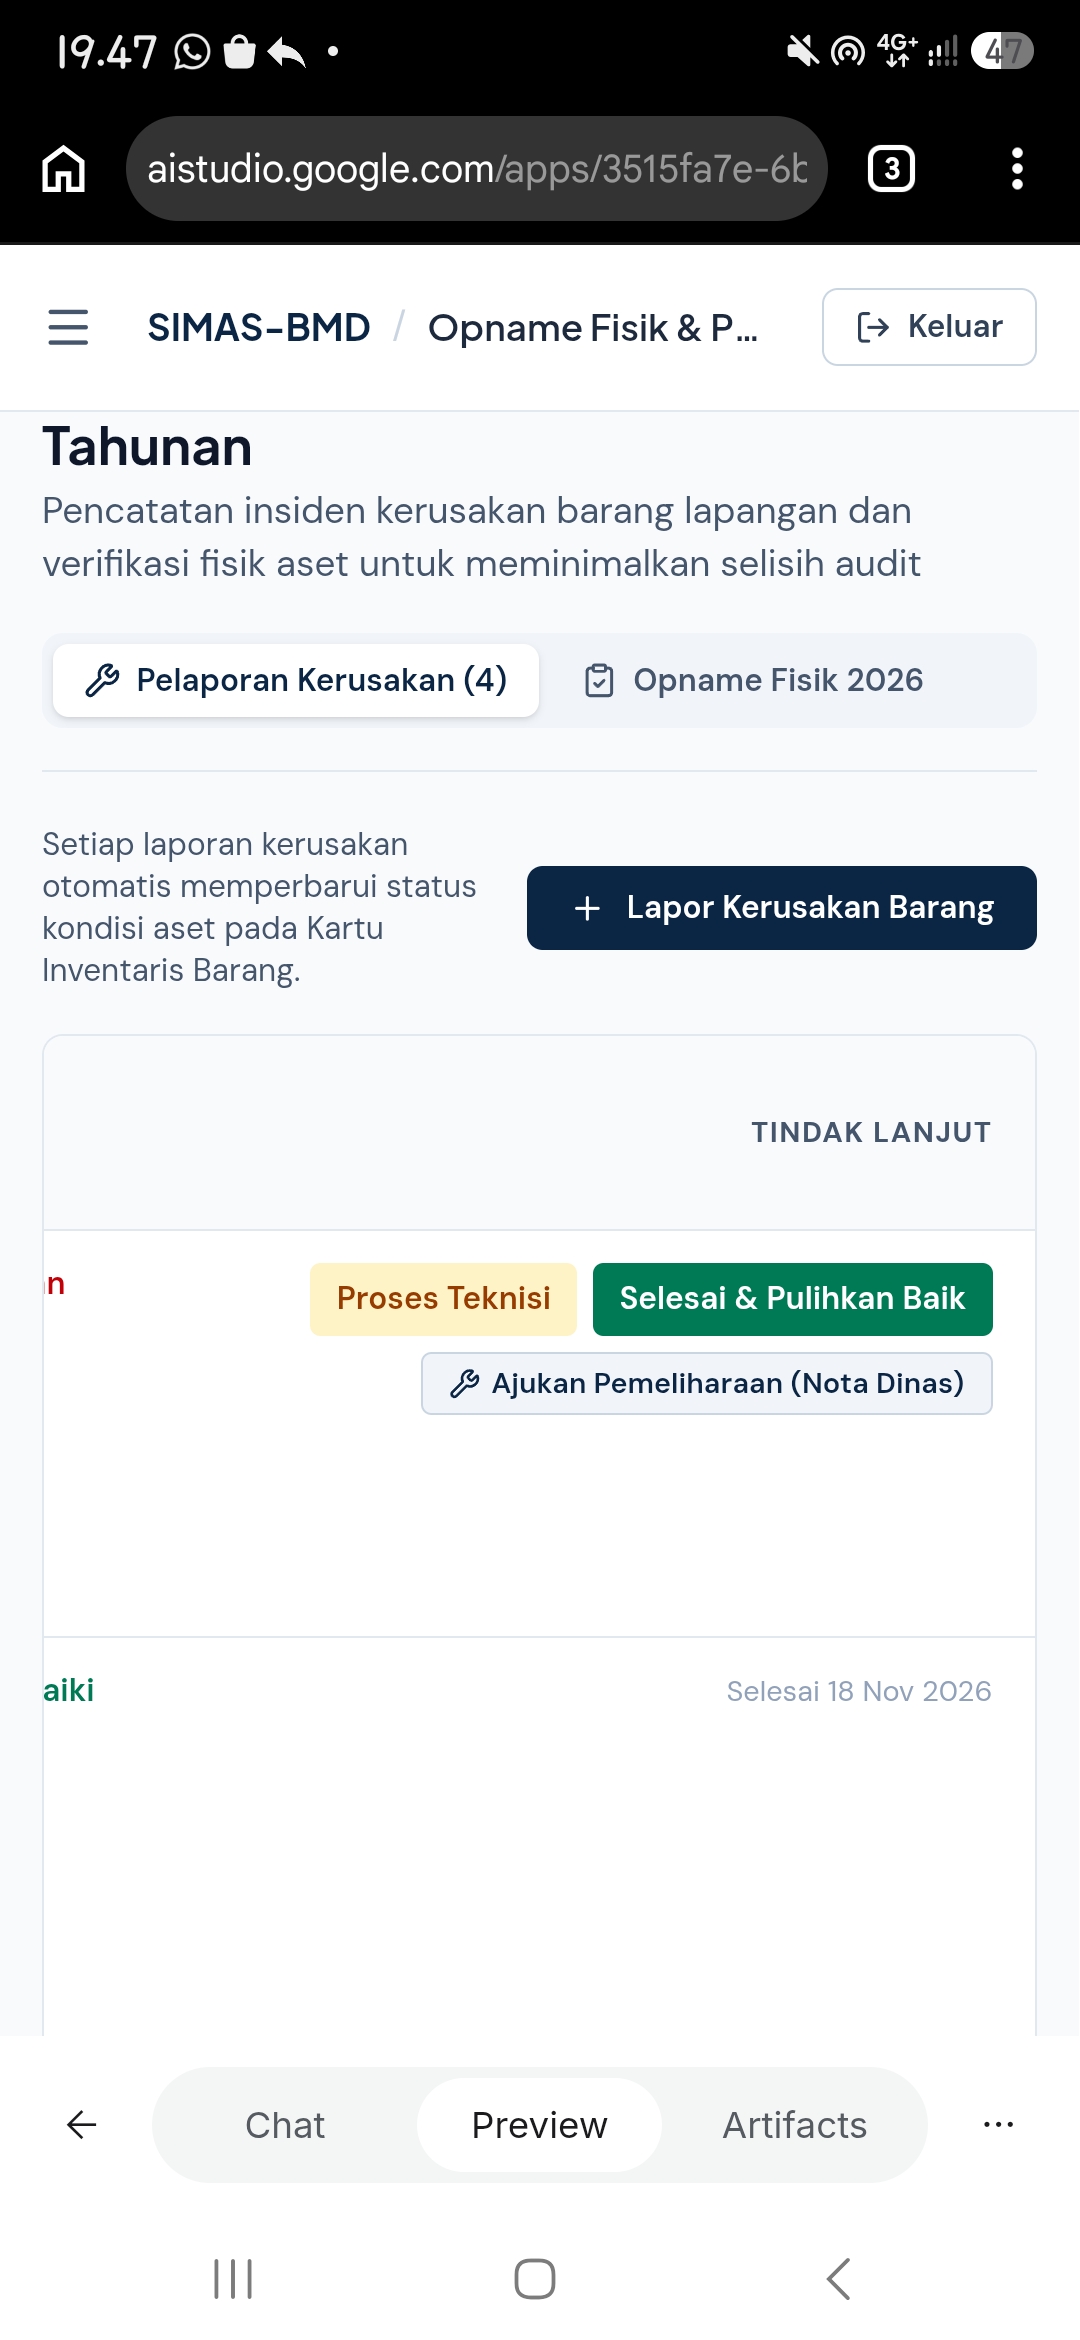 19.47
4G+
47
aistudio.google.com/apps/3515fa7e-6b
3
SIMAS-BMD / Opname Fisik & P...
Keluar
Tahunan
Pencatatan insiden kerusakan barang lapangan dan
verifikasi fisik aset untuk meminimalkan selisih audit
Pelaporan Kerusakan (4)
Opname Fisik 2026
Setiap laporan kerusakan
otomatis memperbarui status
kondisi aset pada Kartu
Inventaris Barang.
+ Lapor Kerusakan Barang
TINDAK LANJUT
n
Proses Teknisi
Selesai & Pulihkan Baik
Ajukan Pemeliharaan (Nota Dinas)
aiki
Selesai 18 Nov 2026
Chat
Preview
Artifacts